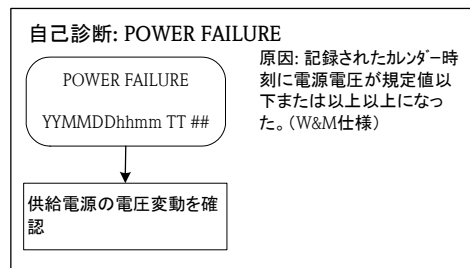 自己診断: POWER FAILURE
POWER FAILURE
YYMMDDhhmm TT ##
原因: 記録されたｶﾚﾝﾀﾞｰ時
刻に電源電圧が規定値以
下または以上以上になっ
た。(W&M仕様)
供給電源の電圧変動を確
認